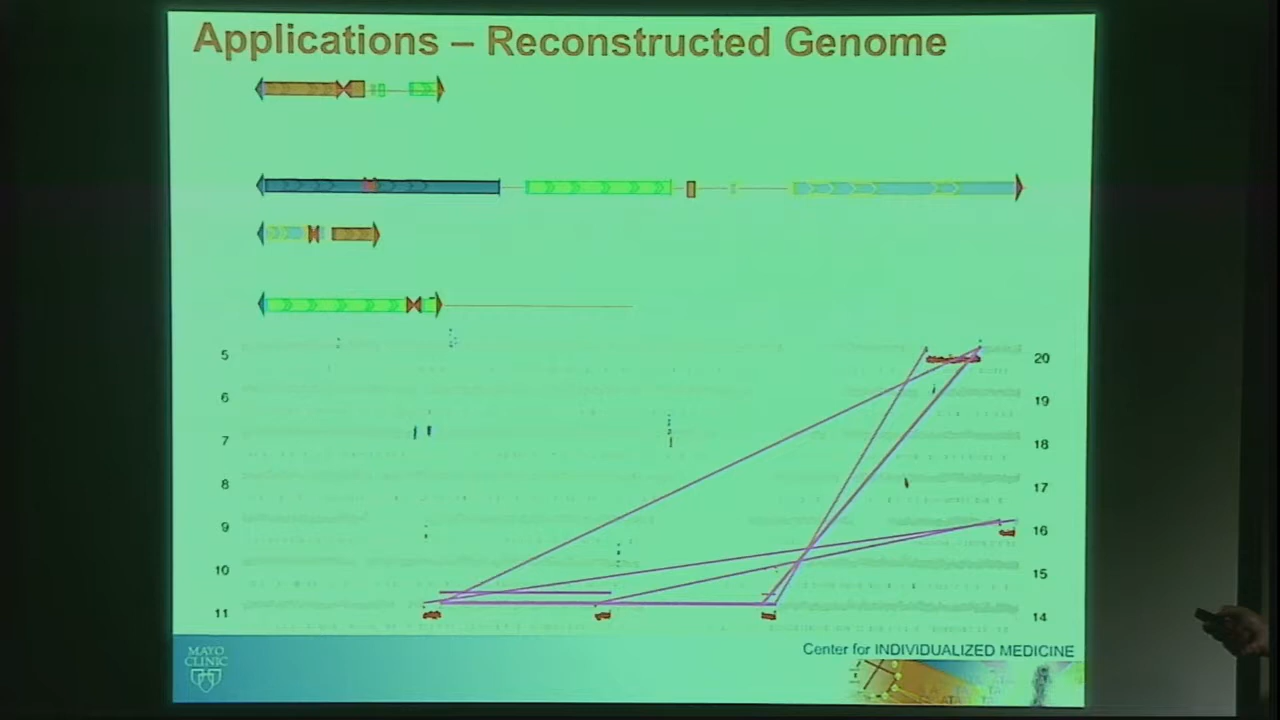 Applications – Reconstructed Genome
5 20
6 19
7 18
8 17
9 16
10 15
11 14
MAYO
CLINIC
Center for INDIVIDUALIZED MEDICINE